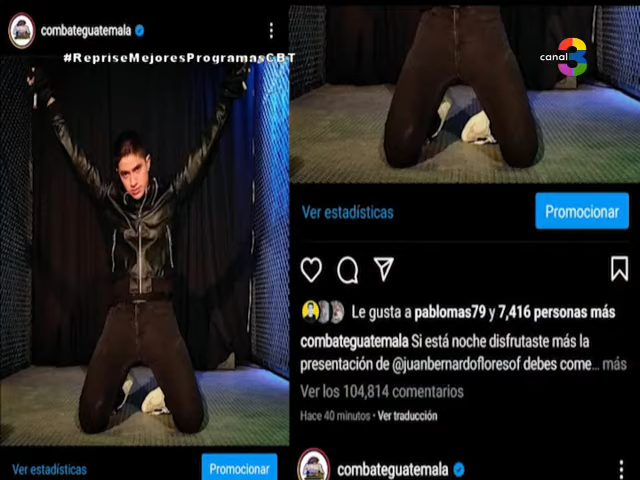 combateguatemala
#RepriseMejoresProgramasCBT
canal 3
Ver estadísticas
Promocionar
Le gusta a pablomas79 y 7,416 personas más
combateguatemala Si está noche disfrutaste más la
presentación de @juanbernardofloresof debes come... más
Ver los 104,814 comentarios
Hace 40 minutos • Ver traducción
Ver estadísticas
Promocionar
combateguatemala